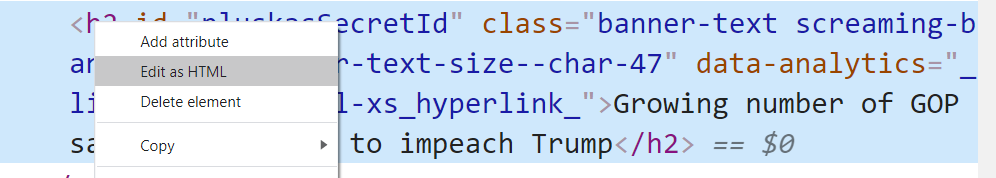 <h2 id="pluckasSecretId" class="banner-text screaming-b
Add attribute
an r-text-size--char-47" data-analytics="_
Edit as HTML
li l-xs_hyperlink_">Growing number of GOP
Delete element
sa to impeach Trump</h2> == $0
Copy